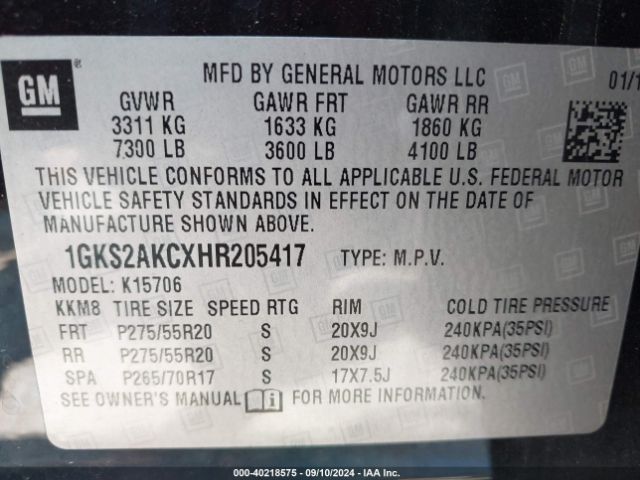 GM ®
MFD BY GENERAL MOTORS LLC
01/1
GVWR GAWR FRT GAWR RR
3311 KG 1633 KG 1860 KG
7300 LB 3600 LB 4100 LB
THIS VEHICLE CONFORMS TO ALL APPLICABLE U.S. FEDERAL MOTOR
VEHICLE SAFETY STANDARDS IN EFFECT ON THE DATE OF
MANUFACTURE SHOWN ABOVE.
1GKS2AKCXHR205417 TYPE: M.P.V.
MODEL: K15706
KKM8 TIRE SIZE SPEED RTG RIM COLD TIRE PRESSURE
FRT P275/55R20 S 20X9J 240KPA(35PSI)
RR P275/55R20 S 20X9J 240KPA(35PSI)
SPA P265/70R17 S 17X7.5J 240KPA(35PSI)
SEE OWNER'S MANUAL FOR MORE INFORMATION.
000-40218575 - 09/10/2024 - IAA Inc.